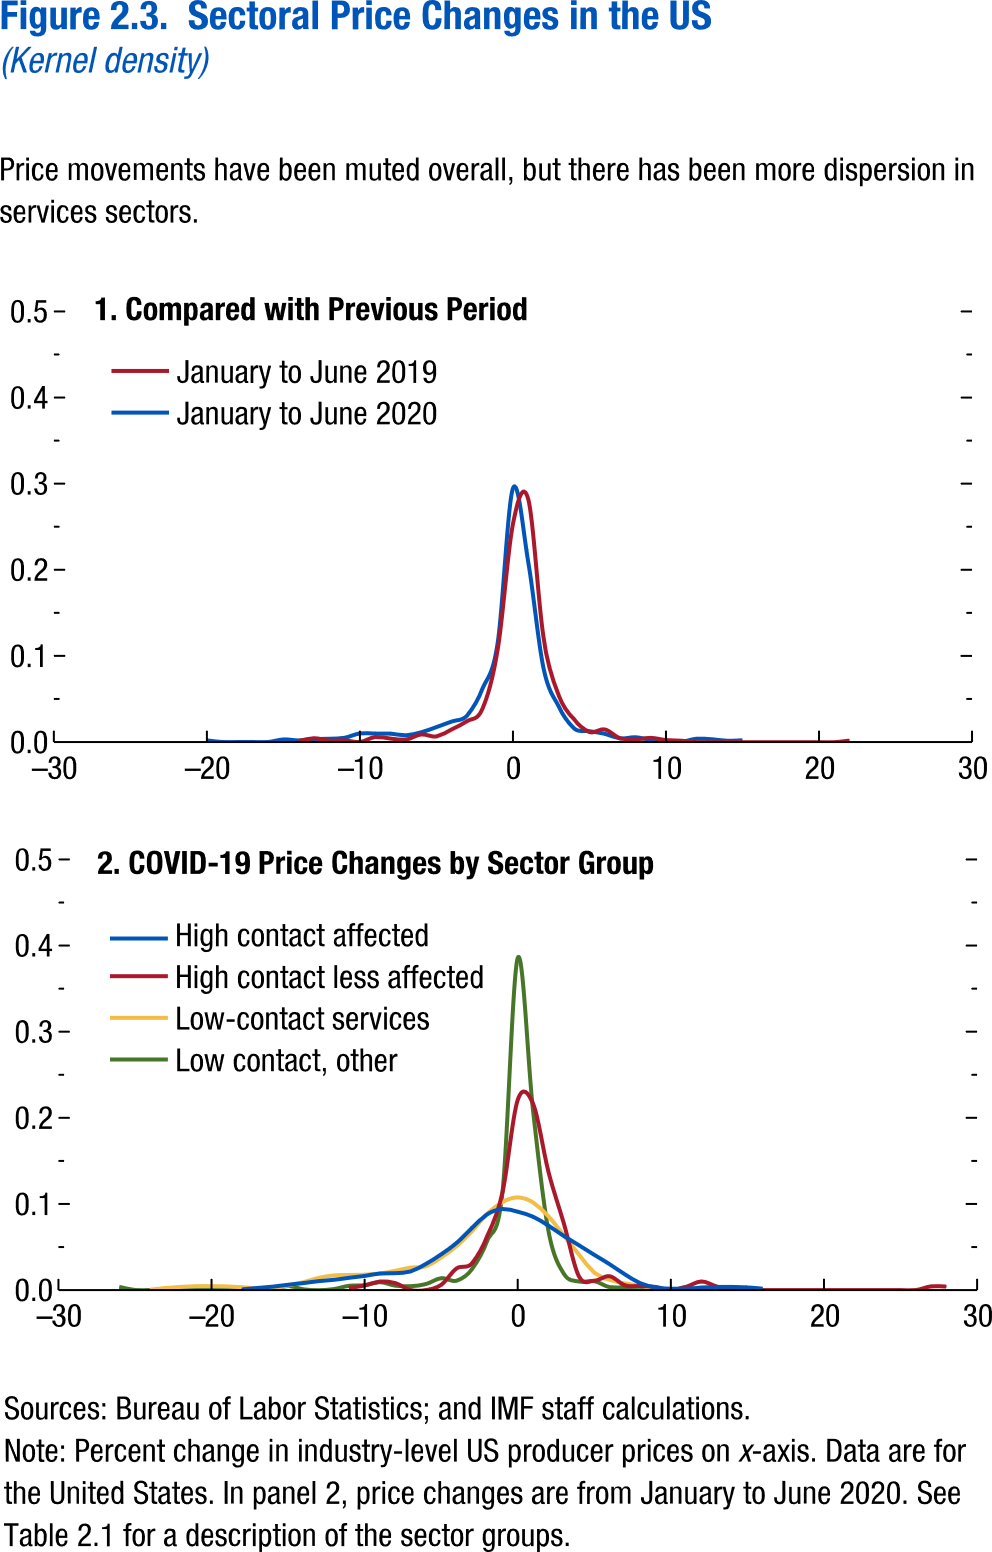 Figure 2.3.  Sectoral Price Changes in the US
(Kernel density)
Price movements have been muted overall, but there has been more dispersion in
services sectors.
0.5
1. Compared with Previous Period
January to June 2019
0.4
January to June 2020
0.3
0.2
0.1
0.0
–30 –20 –10 0 10 20 30
0.5
2. COVID-19 Price Changes by Sector Group
High contact affected
0.4
High contact less affected
Low-contact services
0.3
Low contact, other
0.2
0.1
0.0
–30 –20 –10 0 10 20 30
Sources: Bureau of Labor Statistics; and IMF staff calculations.
Note: Percent change in industry-level US producer prices on x-axis. Data are for
the United States. In panel 2, price changes are from January to June 2020. See
Table 2.1 for a description of the sector groups.